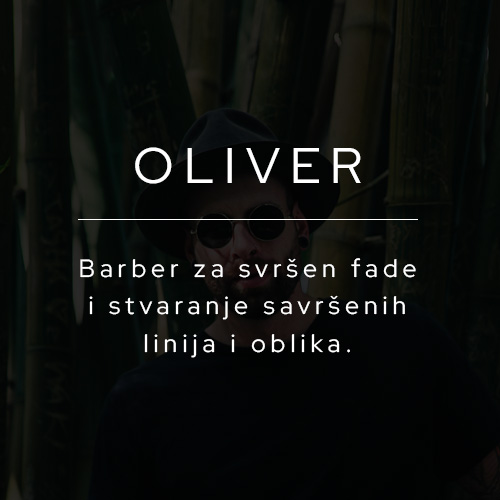 OLIVER
Barber za svršen fade
i stvaranje savršenih
linija i oblika.